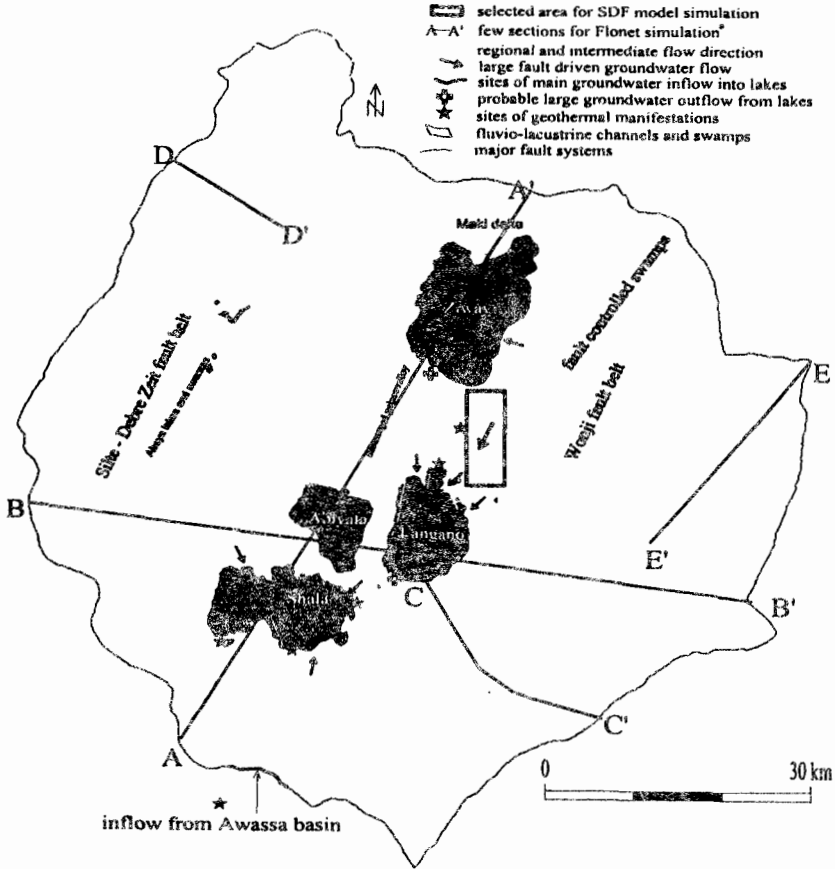 selected area for SDF model simulation
A—A' few sections for Flonet simulation*
regional and intermediate flow direction
large fault driven groundwater flow
sites of main groundwater inflow into lakes
probable large groundwater outflow from lakes
sites of geothermal manifestations
fluvio-lacustrine channels and swamps
major fault systems
N
D
A'
D'
Maki delta
Ziway
fault controlled swamps
Silte - Debre Zeit fault belt
Wonji fault belt
E
B
Langano
E'
Shala
C
B'
C'
A
0
30 km
inflow from Awassa basin